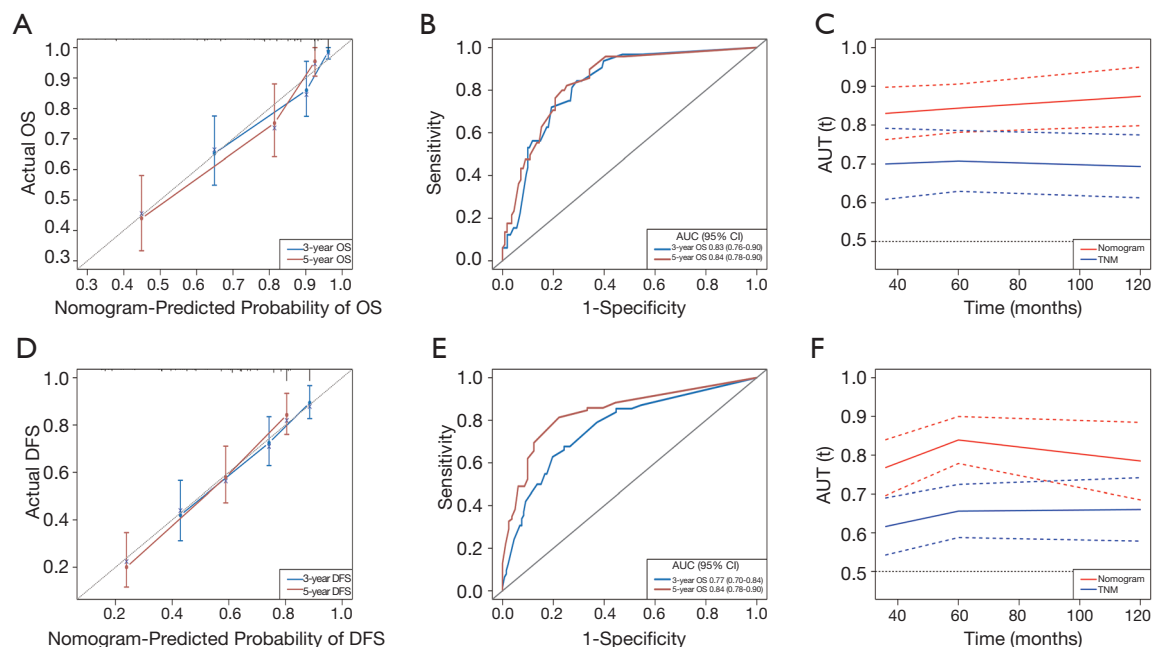 A
Actual OS
1.0
0.9
0.8
0.7
0.6
0.5
0.4
0.3
0.3 0.4 0.5 0.6 0.7 0.8 0.9 1.0
3-year OS
5-year OS
Nomogram-Predicted Probability of OS
B
Sensitivity
1.0
0.8
0.6
0.4
0.2
0.0
0.0 0.2 0.4 0.6 0.8 1.0
AUC (95% CI)
3-year OS 0.83 (0.76-0.90)
5-year OS 0.84 (0.78-0.90)
1-Specificity
C
AUT (t)
1.0
0.9
0.8
0.7
0.6
0.5
40 60 80 100 120
Nomogram
TNM
Time (months)
D
Actual DFS
1.0
0.8
0.6
0.4
0.2
0.2 0.4 0.6 0.8 1.0
3-year DFS
5-year DFS
Nomogram-Predicted Probability of DFS
E
Sensitivity
1.0
0.8
0.6
0.4
0.2
0.0
0.0 0.2 0.4 0.6 0.8 1.0
AUC (95% CI)
3-year OS 0.77 (0.70-0.84)
5-year OS 0.84 (0.78-0.90)
1-Specificity
F
AUT (t)
1.0
0.9
0.8
0.7
0.6
0.5
40 60 80 100 120
Nomogram
TNM
Time (months)